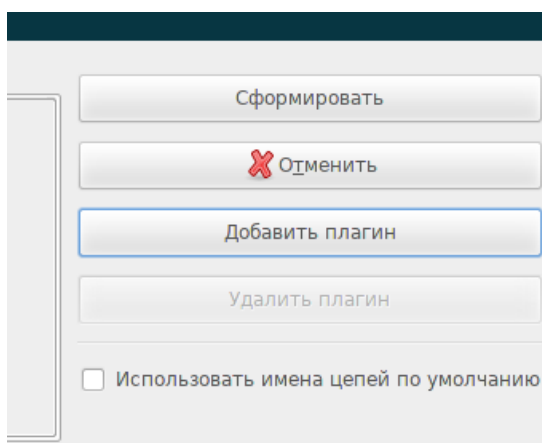 Сформировать
Отменить
Добавить плагин
Удалить плагин
Использовать имена цепей по умолчанию